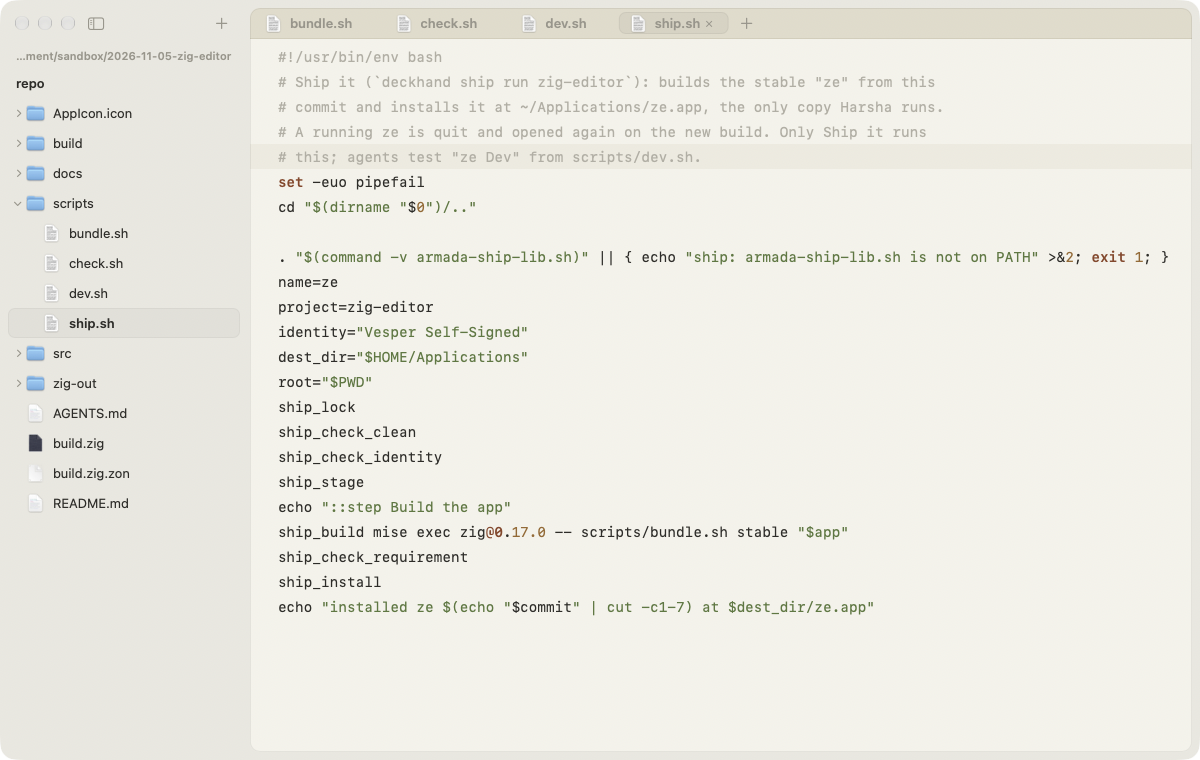 bundle.sh
check.sh
dev.sh
ship.sh ×
...ment/sandbox/2026-11-05-zig-editor
repo
AppIcon.icon
build
docs
scripts
bundle.sh
check.sh
dev.sh
ship.sh
src
zig-out
AGENTS.md
build.zig
build.zig.zon
README.md
#!/usr/bin/env bash
# Ship it (`deckhand ship run zig-editor`): builds the stable "ze" from this
# commit and installs it at ~/Applications/ze.app, the only copy Harsha runs.
# A running ze is quit and opened again on the new build. Only Ship it runs
# this; agents test "ze Dev" from scripts/dev.sh.
set -euo pipefail
cd "$(dirname "$0")/.."

. "$(command -v armada-ship-lib.sh)" || { echo "ship: armada-ship-lib.sh is not on PATH" >&2; exit 1; }
name=ze
project=zig-editor
identity="Vesper Self-Signed"
dest_dir="$HOME/Applications"
root="$PWD"
ship_lock
ship_check_clean
ship_check_identity
ship_stage
echo "::step Build the app"
ship_build mise exec zig@0.17.0 -- scripts/bundle.sh stable "$app"
ship_check_requirement
ship_install
echo "installed ze $(echo "$commit" | cut -c1-7) at $dest_dir/ze.app"